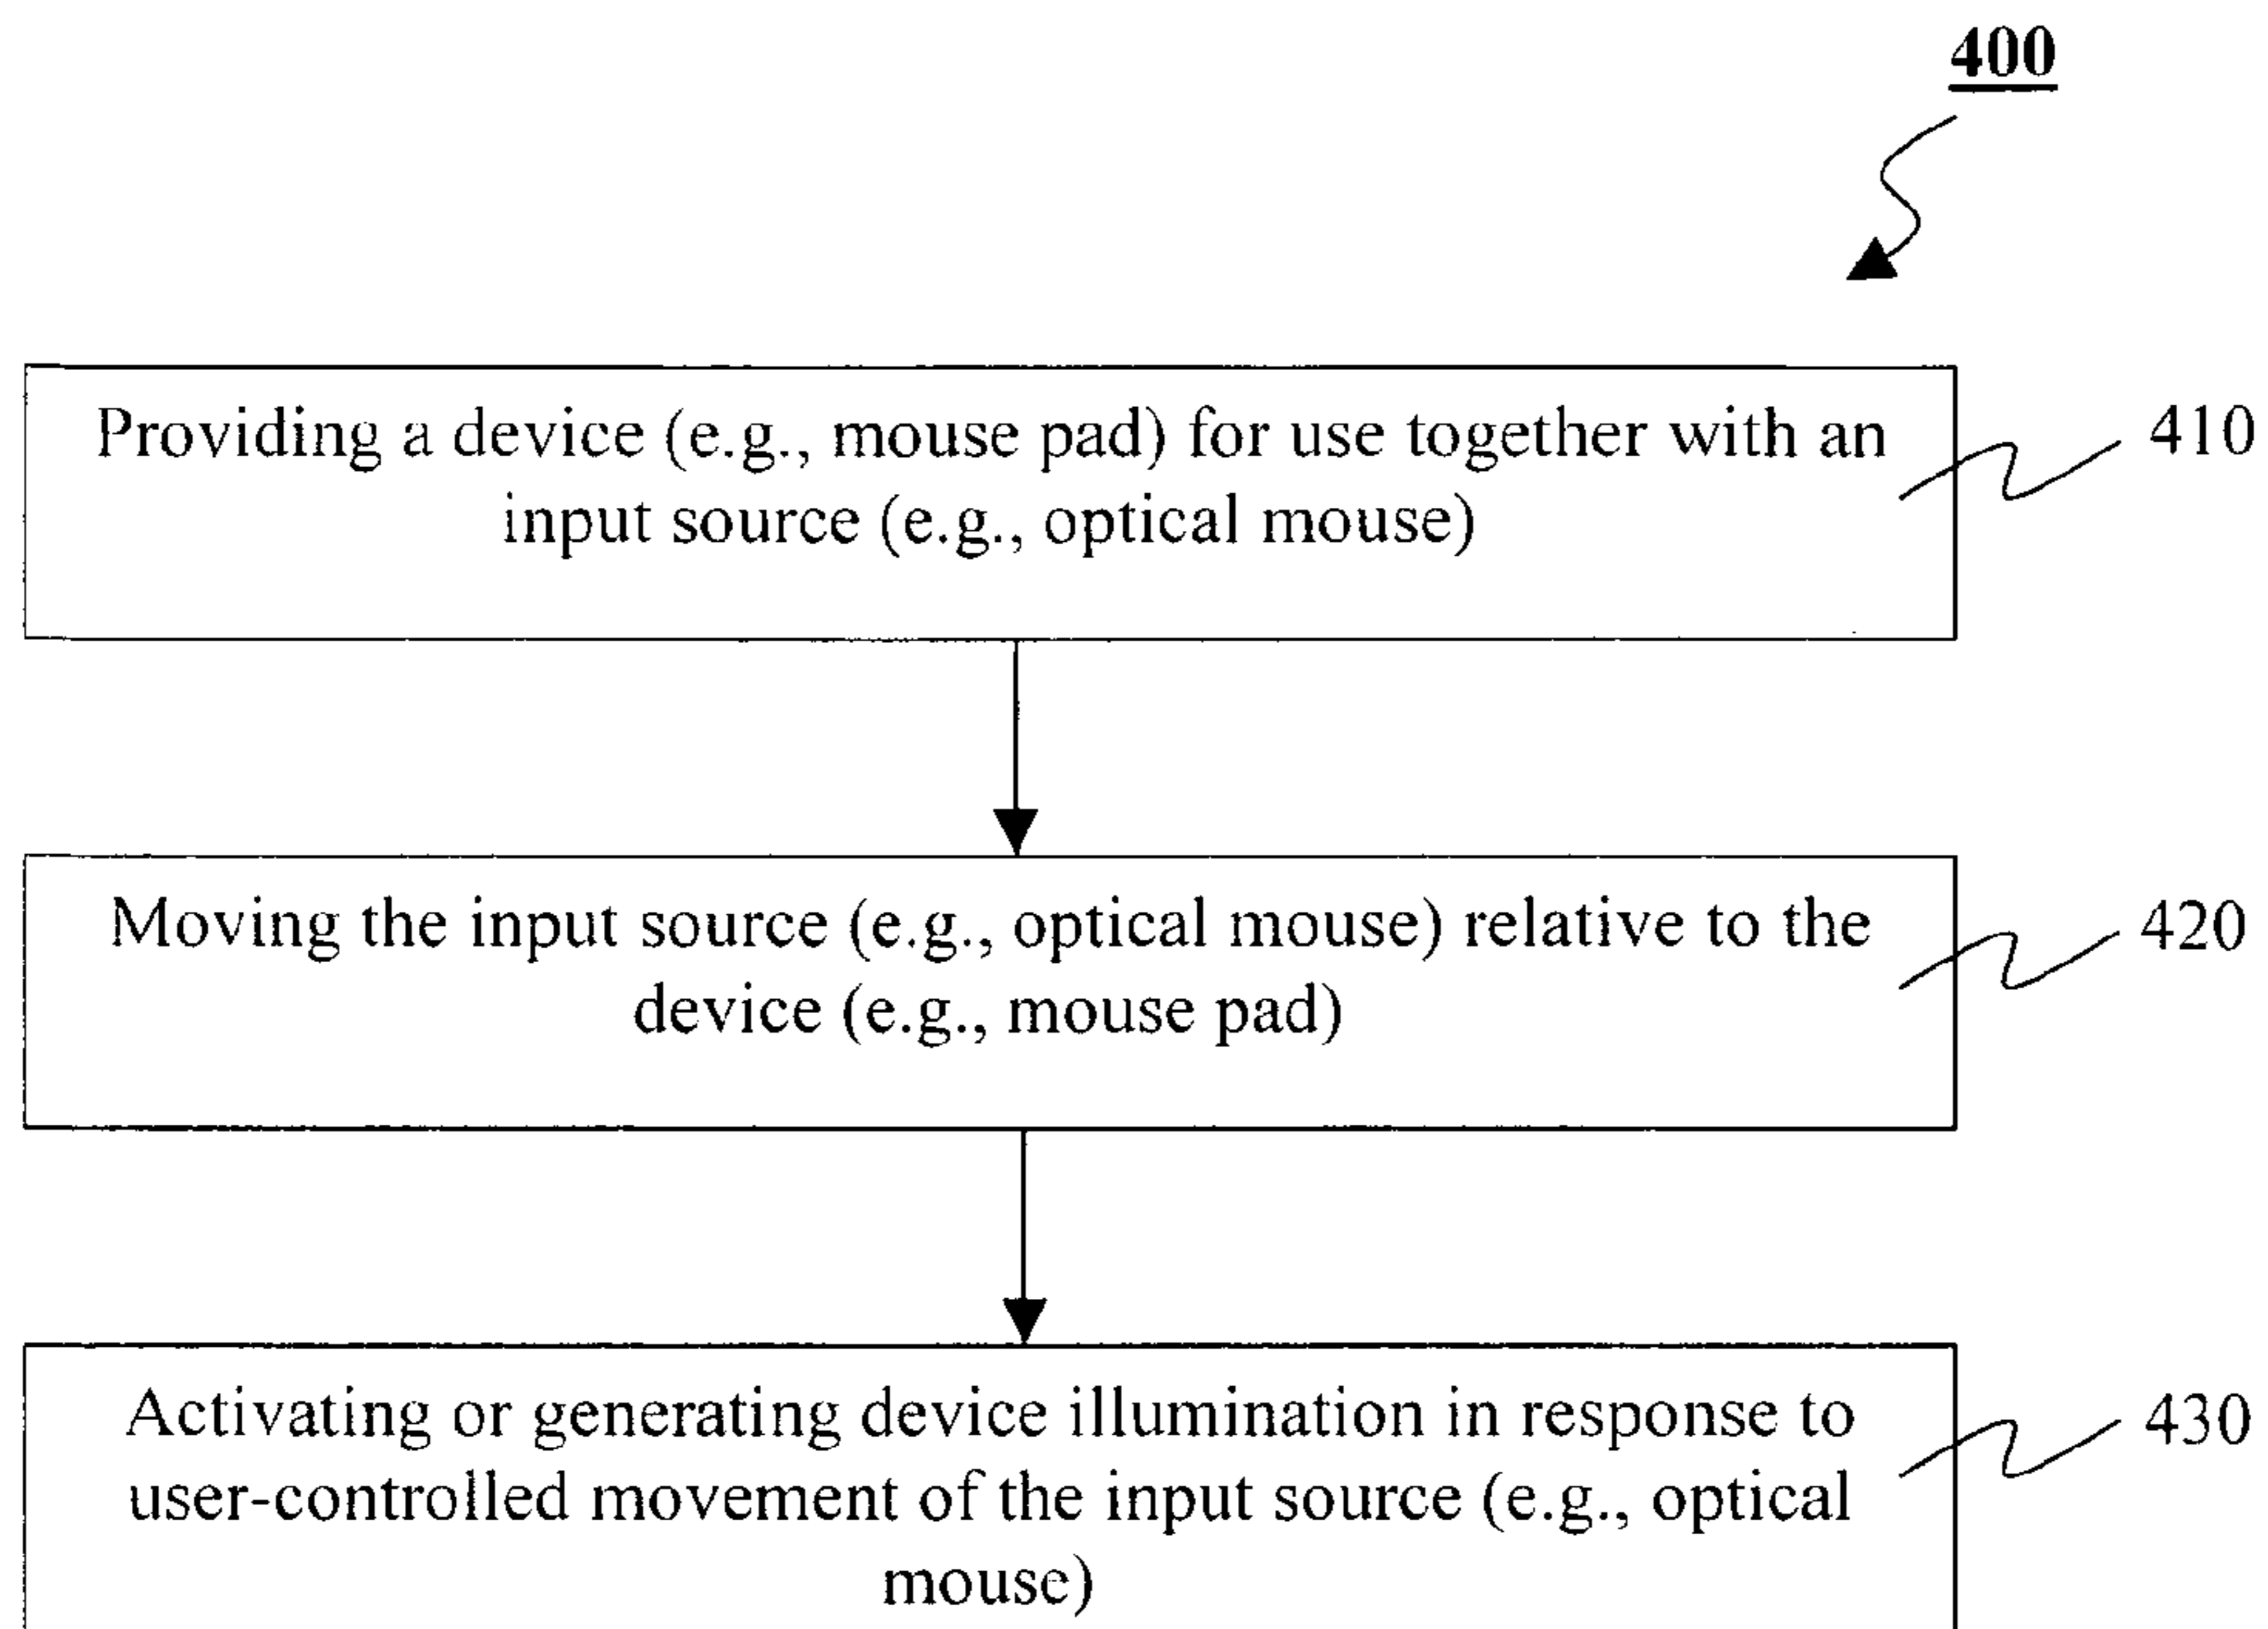 400
Providing a device (e.g., mouse pad) for use together with an
input source (e.g., optical mouse)
410
Moving the input source (e.g., optical mouse) relative to the
device (e.g., mouse pad)
420
Activating or generating device illumination in response to
user-controlled movement of the input source (e.g., optical
mouse)
430